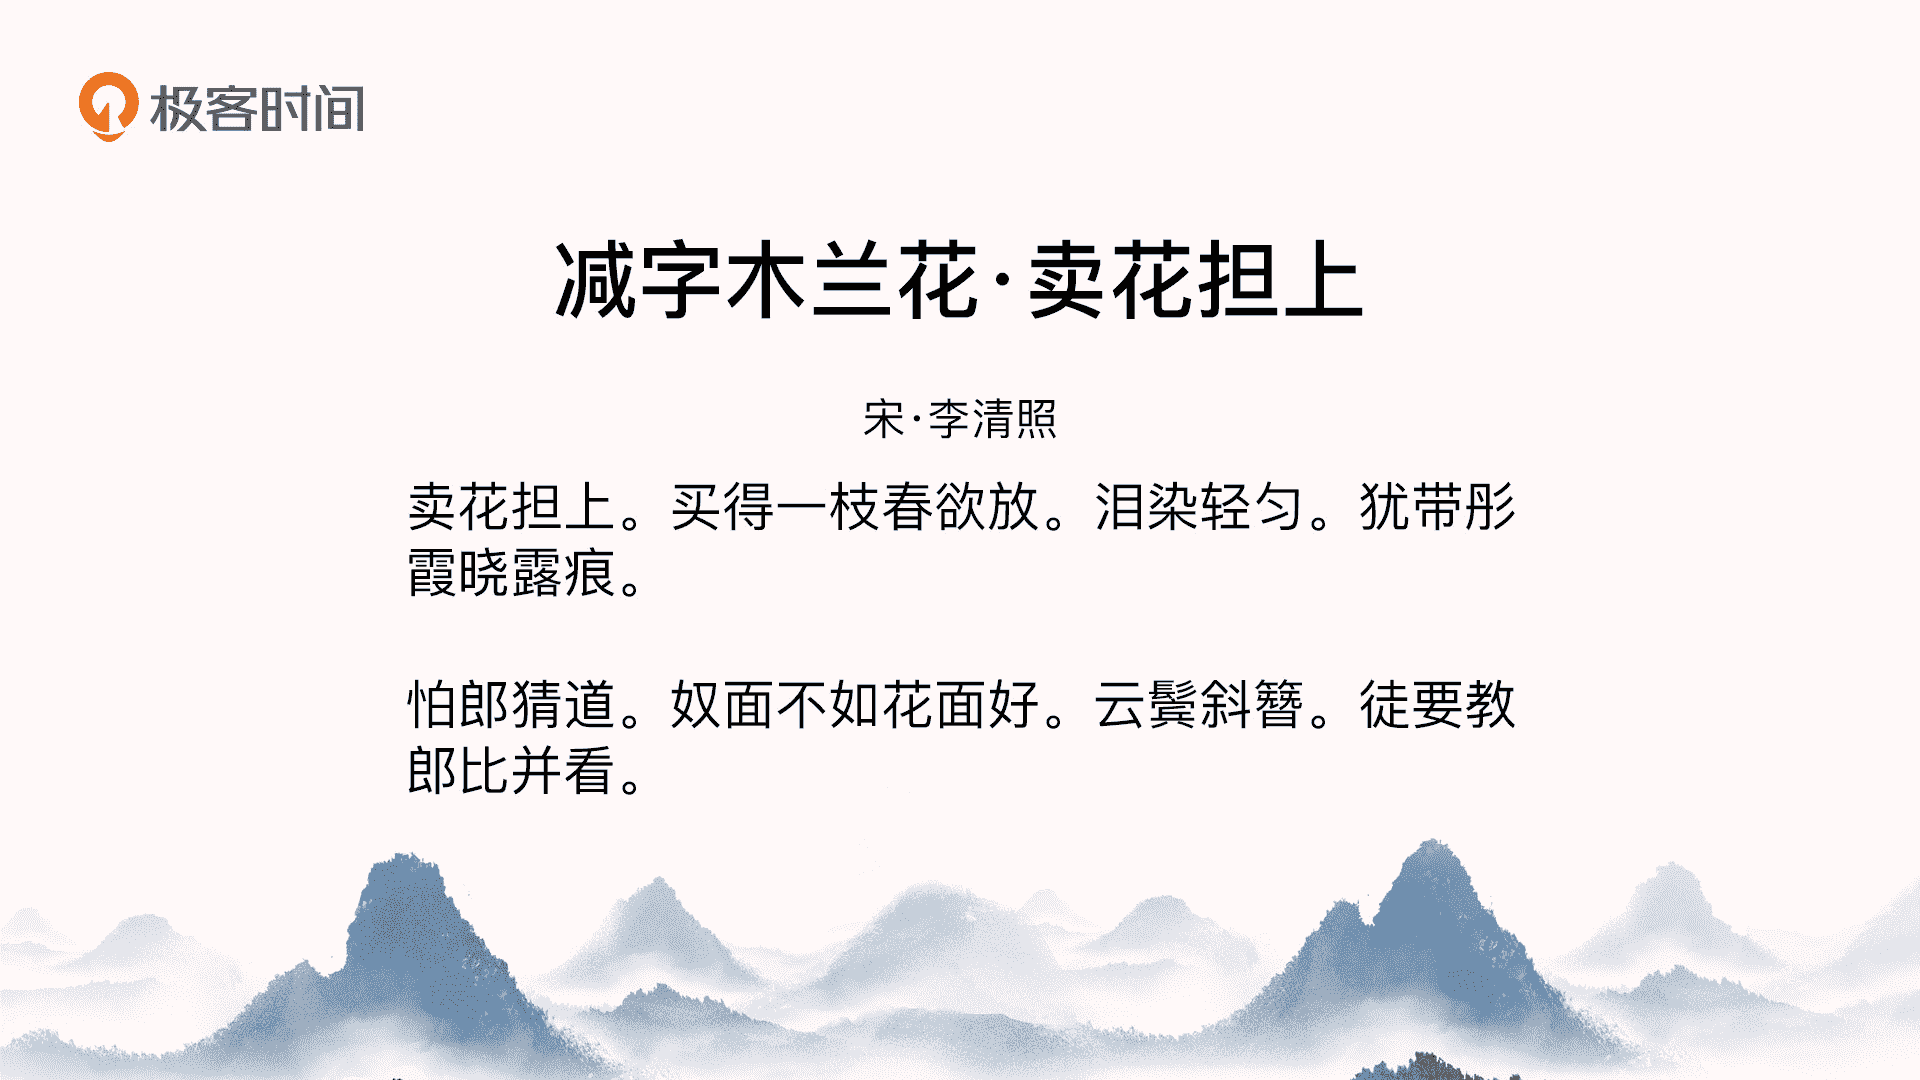 极客时间
减字木兰花·卖花担上
宋·李清照
卖花担上。买得一枝春欲放。泪染轻匀。犹带彤
霞晓露痕。
怕郎猜道。奴面不如花面好。云鬓斜簪。徒要教
郎比并看。